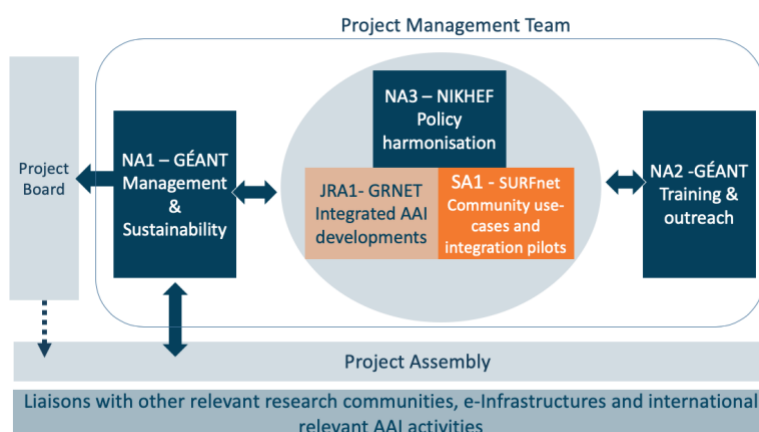 Project Management Team
Project
Board
NA1 – GÉANT
Management
&
Sustainability
NA3 – NIKHEF
Policy
harmonisation
JRA1- GRNET
Integrated AAI
developments
SA1 - SURFnet
Community use-
cases and
integration pilots
NA2 -GÉANT
Training &
outreach
Project Assembly
Liaisons with other relevant research communities, e-Infrastructures and international
relevant AAI activities